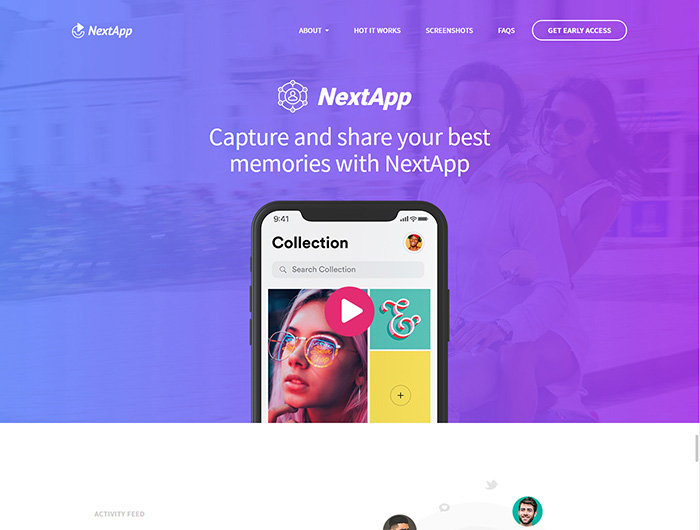 NextApp
ABOUT
HOT IT WORKS
SCREENSHOTS
FAQS
GET EARLY ACCESS
NextApp
Capture and share your best
memories with NextApp
9:41
Collection
Search Collection
&
ACTIVITY FEED